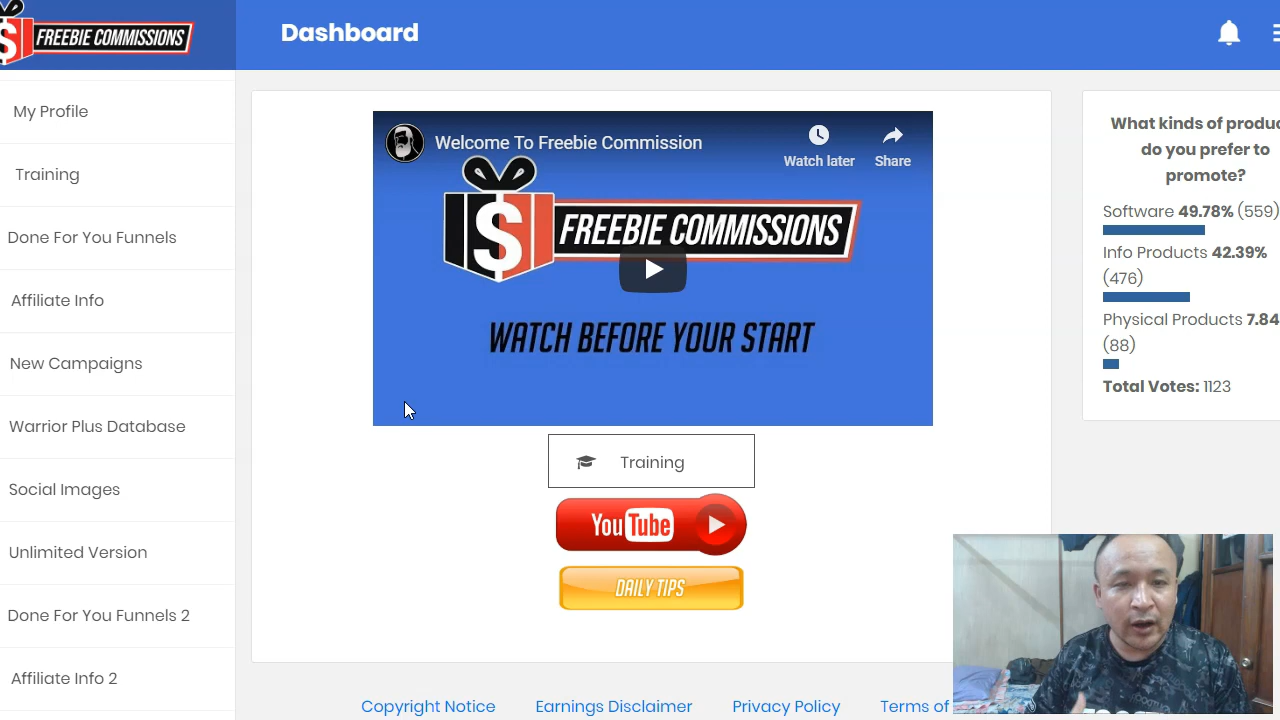 FREEBIE COMMISSIONS
Dashboard
My Profile
Training
Done For You Funnels
Affiliate Info
New Campaigns
Warrior Plus Database
Social Images
Unlimited Version
Done For You Funnels 2
Affiliate Info 2
Welcome To Freebie Commission
Watch later
Share
$ FREEBIE COMMISSIONS
WATCH BEFORE YOUR START
Training
YouTube
DAILY TIPS
What kinds of produc
do you prefer to
promote?
Software 49.78% (559)
Info Products 42.39%
(476)
Physical Products 7.84
(88)
Total Votes: 1123
Copyright Notice
Earnings Disclaimer
Privacy Policy
Terms of